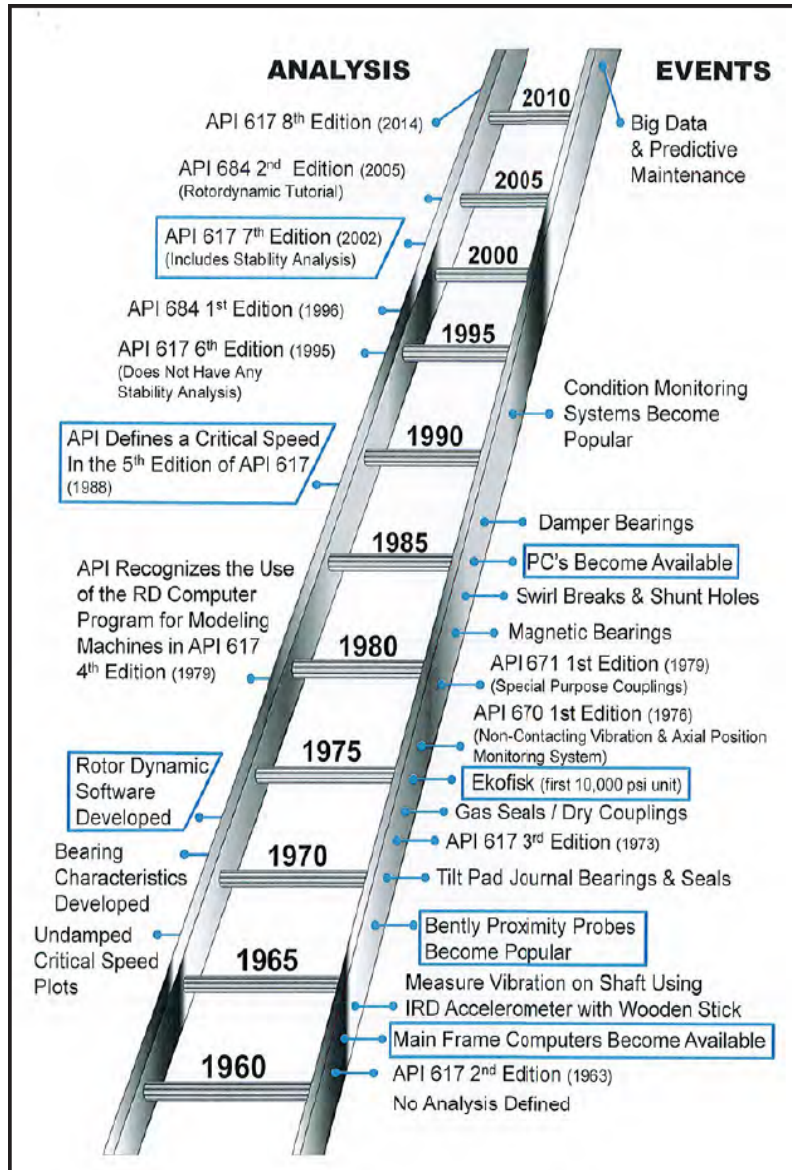 ANALYSIS
EVENTS
2010
2005
2000
1995
1990
1985
1980
1975
1970
1965
1960
API 617 8th Edition (2014)
API 684 2nd Edition (2005)
(Rotordynamic Tutorial)
API 617 7th Edition (2002)
(Includes Stability Analysis)
API 684 1st Edition (1996)
API 617 6th Edition (1995)
(Does Not Have Any
Stability Analysis)
API Defines a Critical Speed
In the 5th Edition of API 617
(1988)
API Recognizes the Use
of the RD Computer
Program for Modeling
Machines in API 617
4th Edition (1979)
Rotor Dynamic
Software
Developed
Bearing
Characteristics
Developed
Undamped
Critical Speed
Plots
Big Data
& Predictive
Maintenance
Condition Monitoring
Systems Become
Popular
Damper Bearings
PC's Become Available
Swirl Breaks & Shunt Holes
Magnetic Bearings
API 671 1st Edition (1979)
(Special Purpose Couplings)
API 670 1st Edition (1976)
(Non-Contacting Vibration & Axial Position
Monitoring System)
Ekofisk (first 10,000 psi unit)
Gas Seals / Dry Couplings
API 617 3rd Edition (1973)
Tilt Pad Journal Bearings & Seals
Bently Proximity Probes
Become Popular
Measure Vibration on Shaft Using
IRD Accelerometer with Wooden Stick
Main Frame Computers Become Available
API 617 2nd Edition (1963)
No Analysis Defined